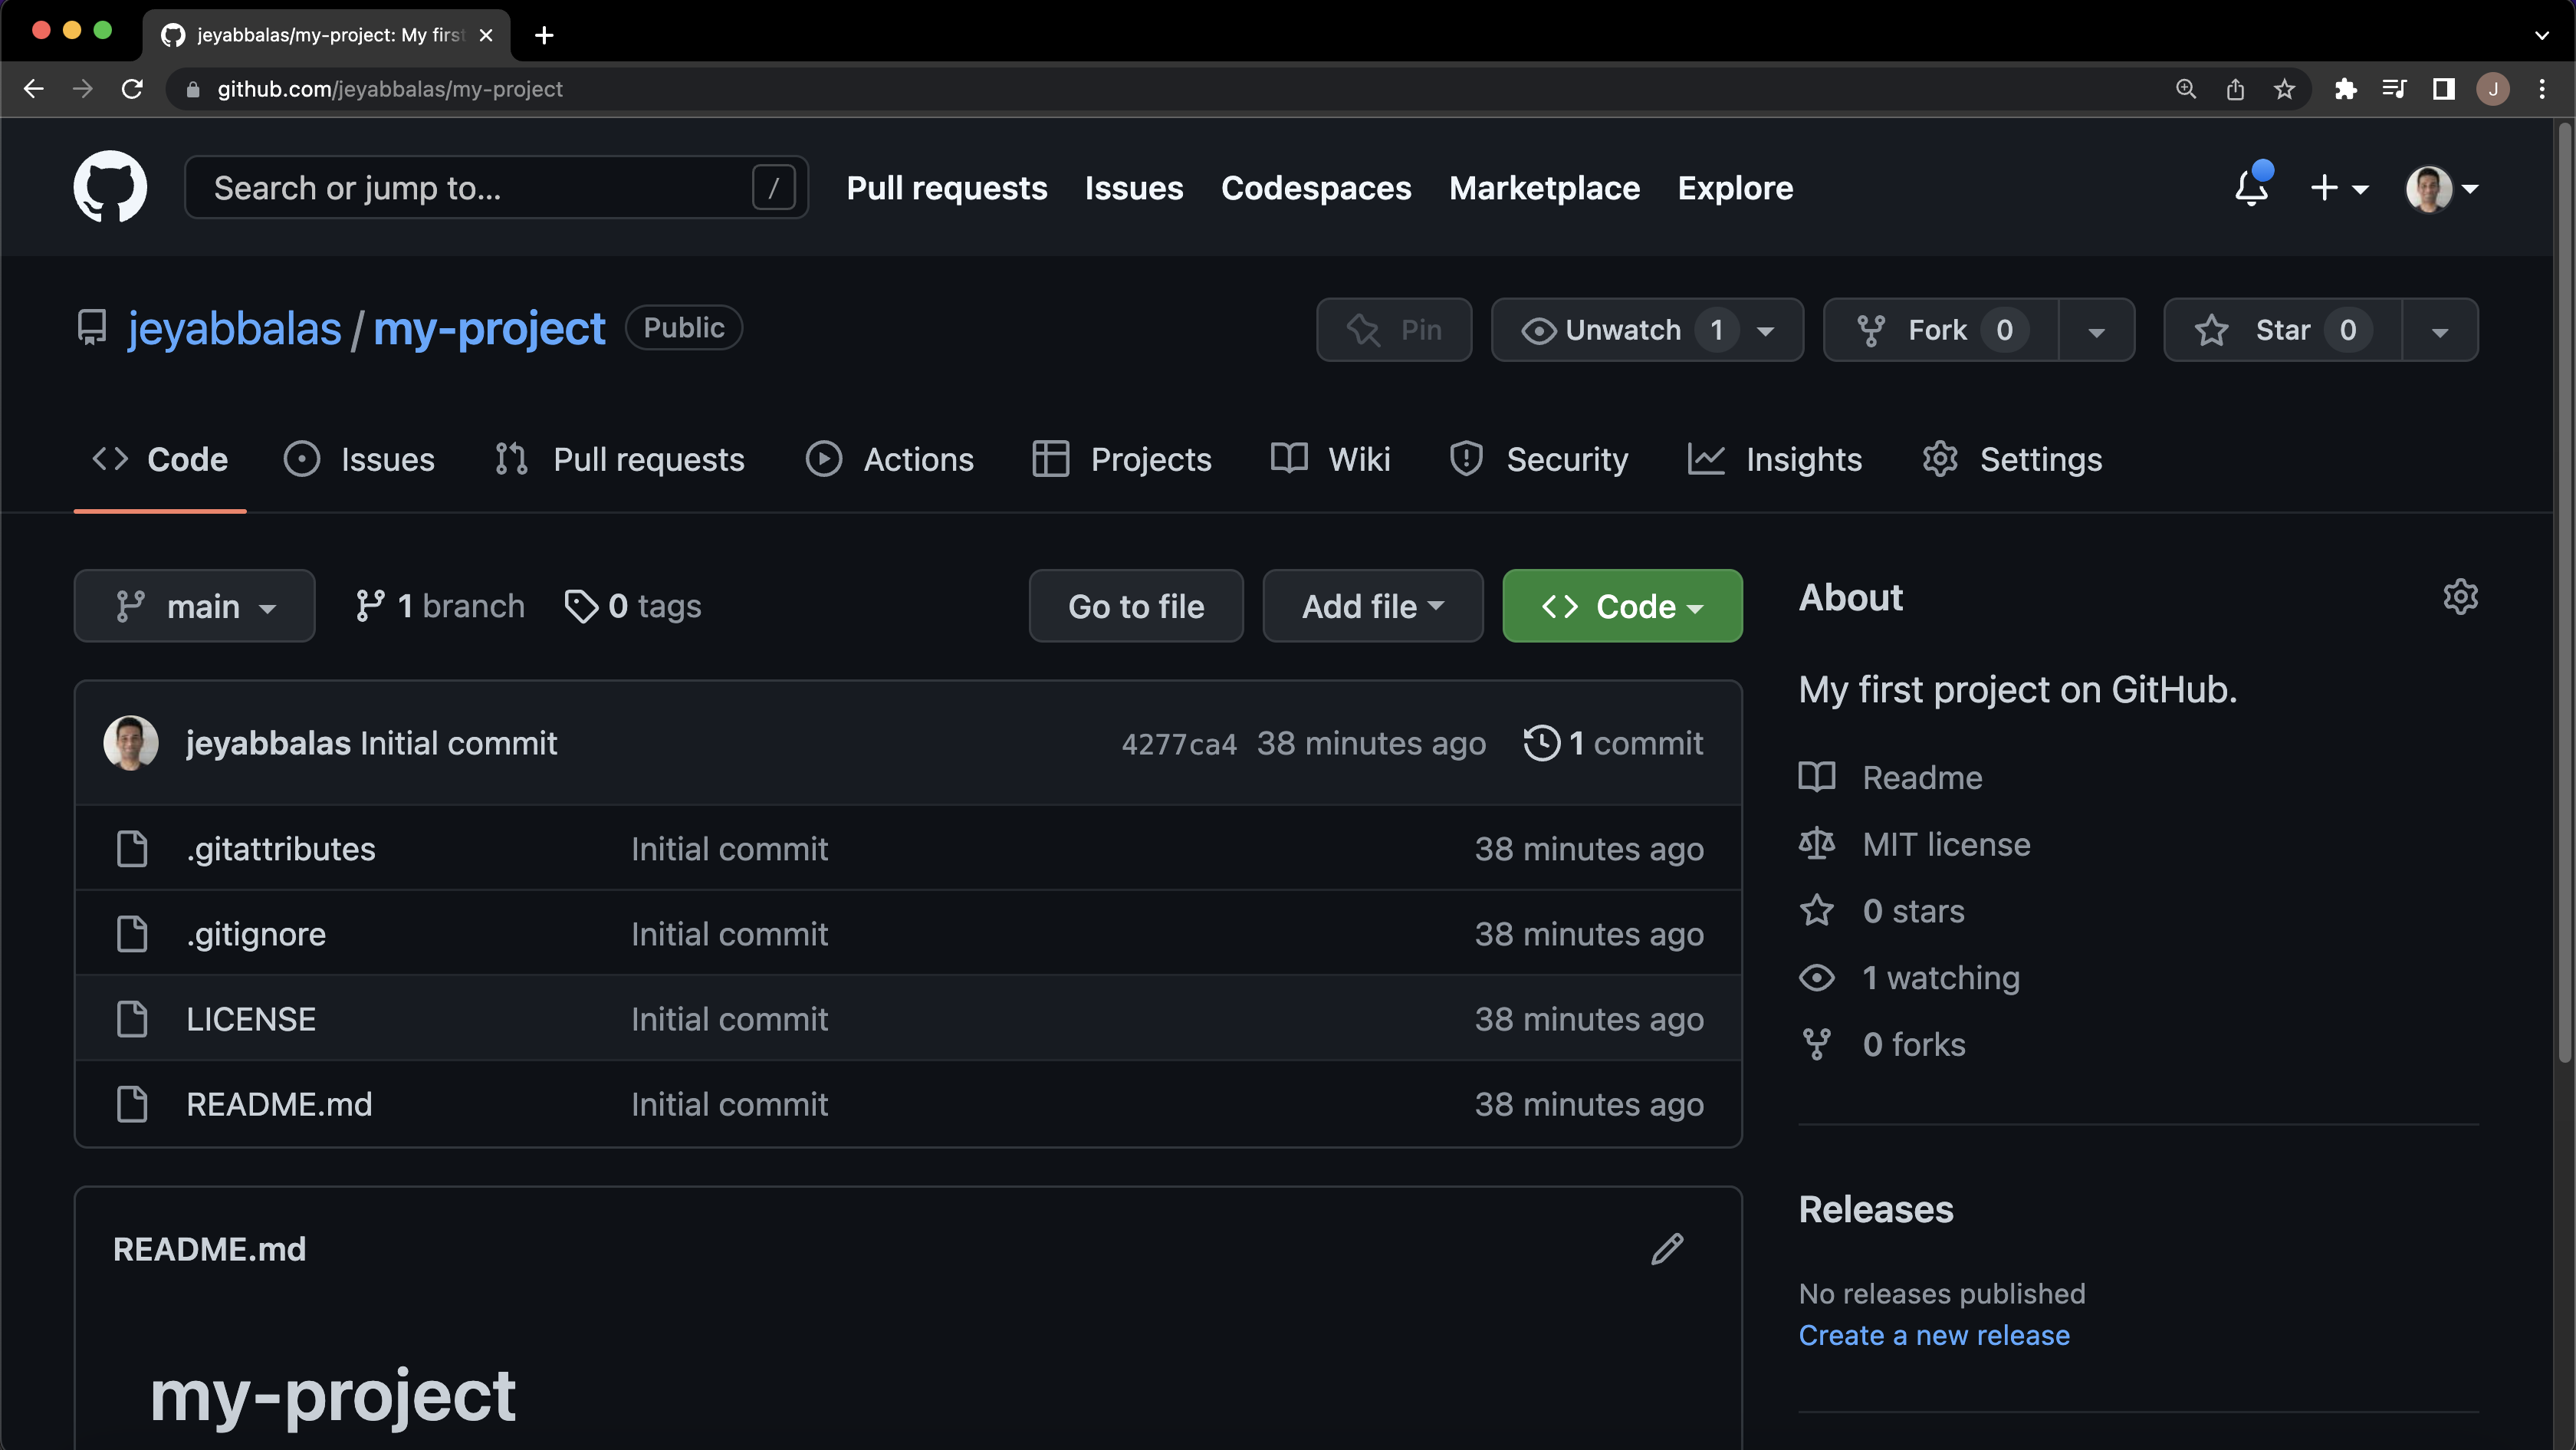 jeyabbalas/my-project: My first
github.com/jeyabbalas/my-project
J
Search or jump to... /
Pull requests Issues Codespaces Marketplace Explore
jeyabbalas / my-project Public
Pin Unwatch 1 Fork 0 Star 0
Code Issues Pull requests Actions Projects Wiki Security Insights Settings
main 1 branch 0 tags Go to file Add file Code
jeyabbalas Initial commit 4277ca4 38 minutes ago 1 commit
.gitattributes Initial commit 38 minutes ago
.gitignore Initial commit 38 minutes ago
LICENSE Initial commit 38 minutes ago
README.md Initial commit 38 minutes ago
README.md
my-project
About
My first project on GitHub.
Readme
MIT license
0 stars
1 watching
0 forks
Releases
No releases published
Create a new release